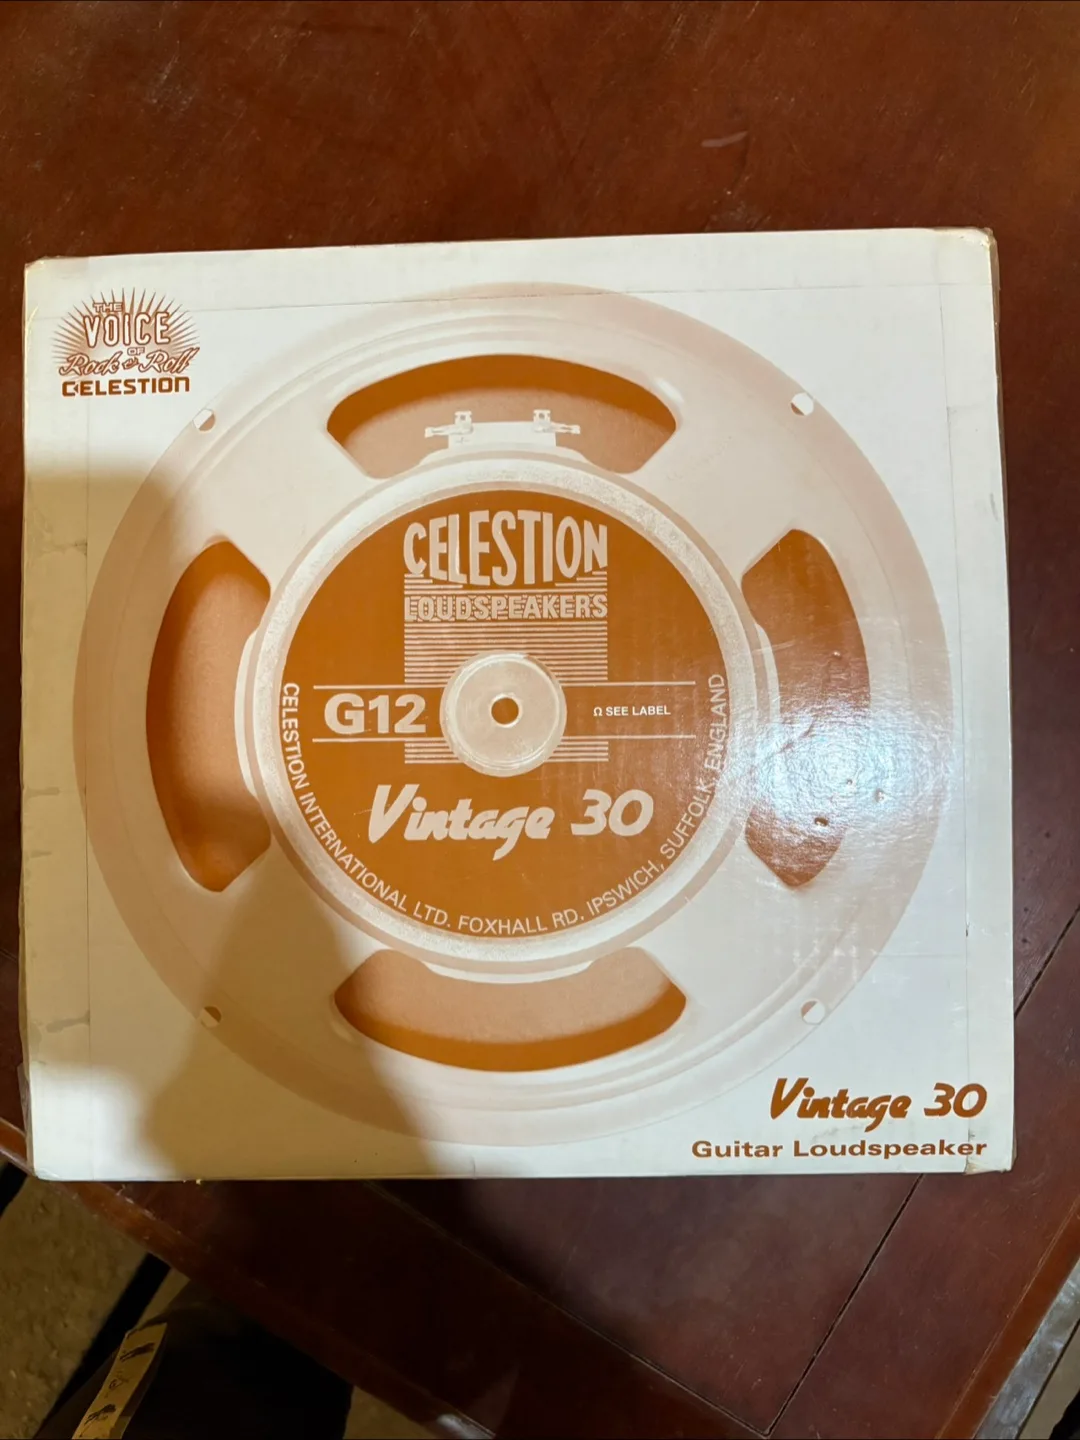 THE
VOICE
OF
Rock & Roll
CELESTION
CELESTION
LOUDSPEAKERS
G12
Ω SEE LABEL
Vintage 30
CELESTION INTERNATIONAL LTD. FOXHALL RD. IPSWICH, SUFFOLK, ENGLAND
Vintage 30
Guitar Loudspeaker